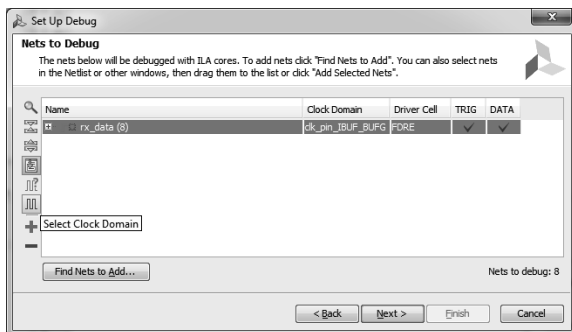 Set Up Debug
Nets to Debug
The nets below will be debugged with ILA cores. To add nets click "Find Nets to Add". You can also select nets
in the Netlist or other windows, then drag them to the list or click "Add Selected Nets".
Name Clock Domain Driver Cell TRIG DATA
rx_data (8) clk_pin_IBUF_BUFG FDRE
Select Clock Domain
Find Nets to Add... Nets to debug: 8
< Back Next > Finish Cancel